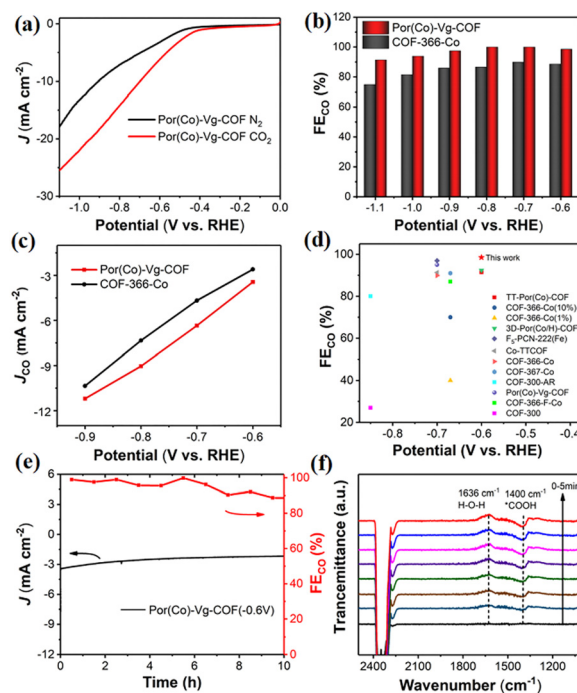 (a)
J (mA cm⁻²)
0
-10
-20
-30
Por(Co)-Vg-COF N₂
Por(Co)-Vg-COF CO₂
-1.0 -0.8 -0.6 -0.4 -0.2 0.0
Potential (V vs. RHE)
(b)
FE_CO (%)
120
100
80
60
40
20
0
Por(Co)-Vg-COF
COF-366-Co
-1.1 -1.0 -0.9 -0.8 -0.7 -0.6
Potential (V vs. RHE)
(c)
J_CO (mA cm⁻²)
-3
-6
-9
-12
Por(Co)-Vg-COF
COF-366-Co
-0.9 -0.8 -0.7 -0.6
Potential (V vs. RHE)
(d)
FE_CO (%)
100
80
60
40
20
This work
TT-Por(Co)-COF
COF-366-Co(10%)
COF-366-Co(1%)
3D-Por(Co/H)-COF
F₅-PCN-222(Fe)
Co-TTCOF
COF-366-Co
COF-367-Co
COF-300-AR
Por(Co)-Vg-COF
COF-366-F-Co
COF-300
-0.8 -0.7 -0.6 -0.5 -0.4
Potential (V vs. RHE)
(e)
J (mA cm⁻²)
6
3
0
-3
-6
-9
100
80
60
40
20
0
FE_CO (%)
Por(Co)-Vg-COF(-0.6V)
0 2 4 6 8 10
Time (h)
(f)
Trancemittance (a.u.)
1636 cm⁻¹
H-O-H
1400 cm⁻¹
*COOH
0-5min
2500 2000 1500 1000
Wavenumber (cm⁻¹)